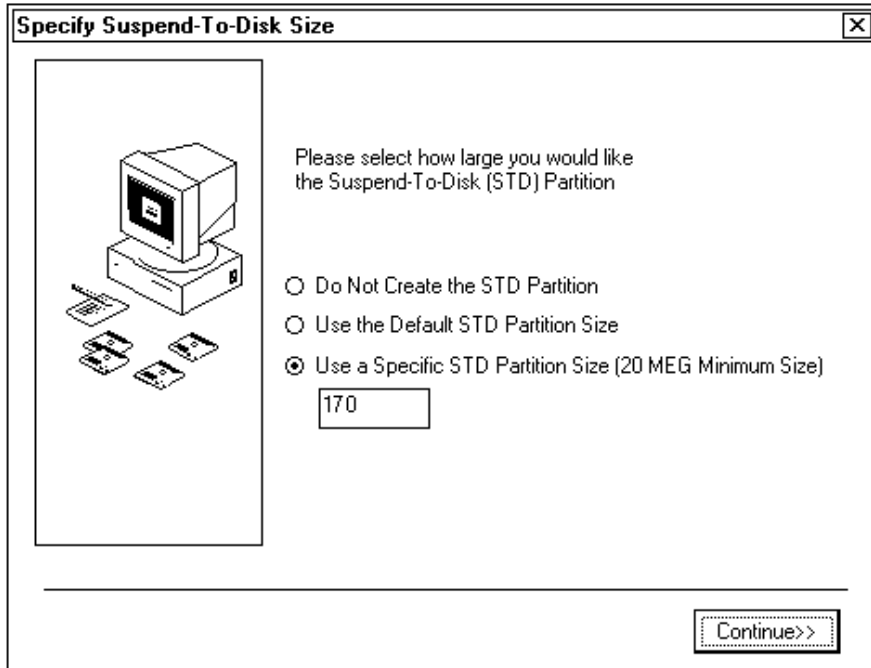 Specify Suspend-To-Disk Size
Please select how large you would like
the Suspend-To-Disk (STD) Partition
Do Not Create the STD Partition
Use the Default STD Partition Size
Use a Specific STD Partition Size (20 MEG Minimum Size)
170
Continue>>